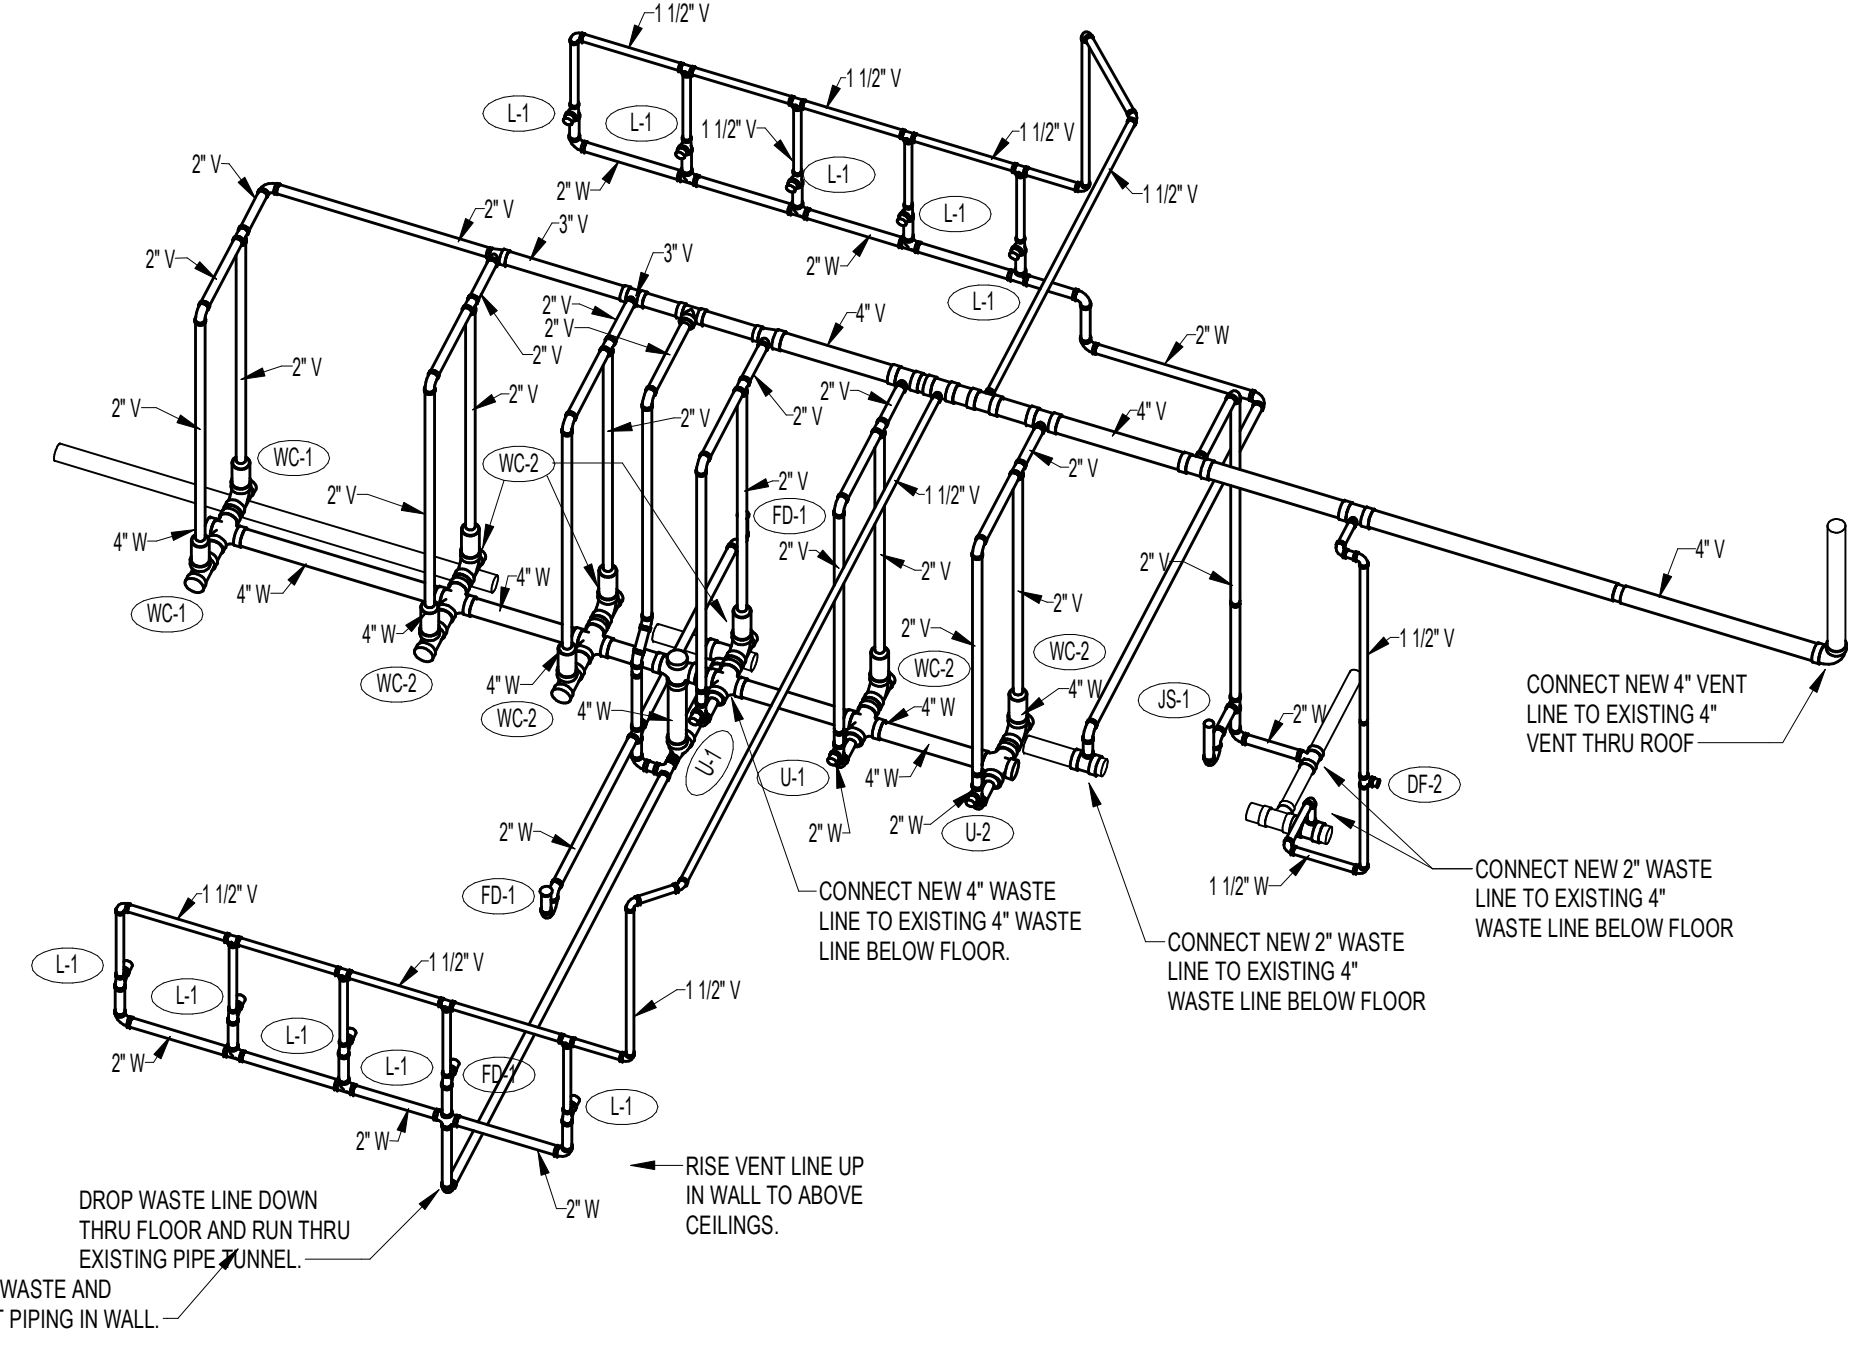 1 1/2" V
1 1/2" V
L-1
L-1
1 1/2" V
1 1/2" V
L-1
1 1/2" V
2" V
2" W
2" V
3" V
L-1
2" V
3" V
2" W
L-1
2" V
2" V
4" V
2" W
2" V
2" V
2" V
2" V
2" V
2" V
2" V
2" V
4" V
WC-1
WC-2
2" V
2" V
2" V
1 1/2" V
FD-1
4" W
2" V
2" V
2" V
4" V
4" W
4" W
2" V
WC-1
4" W
2" V
1 1/2" V
WC-2
WC-2
WC-2
4" W
4" W
JS-1
WC-2
4" W
4" W
2" W
CONNECT NEW 4" VENT
LINE TO EXISTING 4"
VENT THRU ROOF
U-1
U-1
4" W
DF-2
2" W
2" W
2" W
U-2
FD-1
1 1/2" W
CONNECT NEW 4" WASTE
LINE TO EXISTING 4" WASTE
LINE BELOW FLOOR.
CONNECT NEW 2" WASTE
LINE TO EXISTING 4"
WASTE LINE BELOW FLOOR
CONNECT NEW 2" WASTE
LINE TO EXISTING 4"
WASTE LINE BELOW FLOOR
1 1/2" V
L-1
1 1/2" V
L-1
1 1/2" V
L-1
2" W
L-1
FD-1
L-1
2" W
2" W
RISE VENT LINE UP
IN WALL TO ABOVE
CEILINGS.
DROP WASTE LINE DOWN
THRU FLOOR AND RUN THRU
EXISTING PIPE TUNNEL.
WASTE AND
PIPING IN WALL.